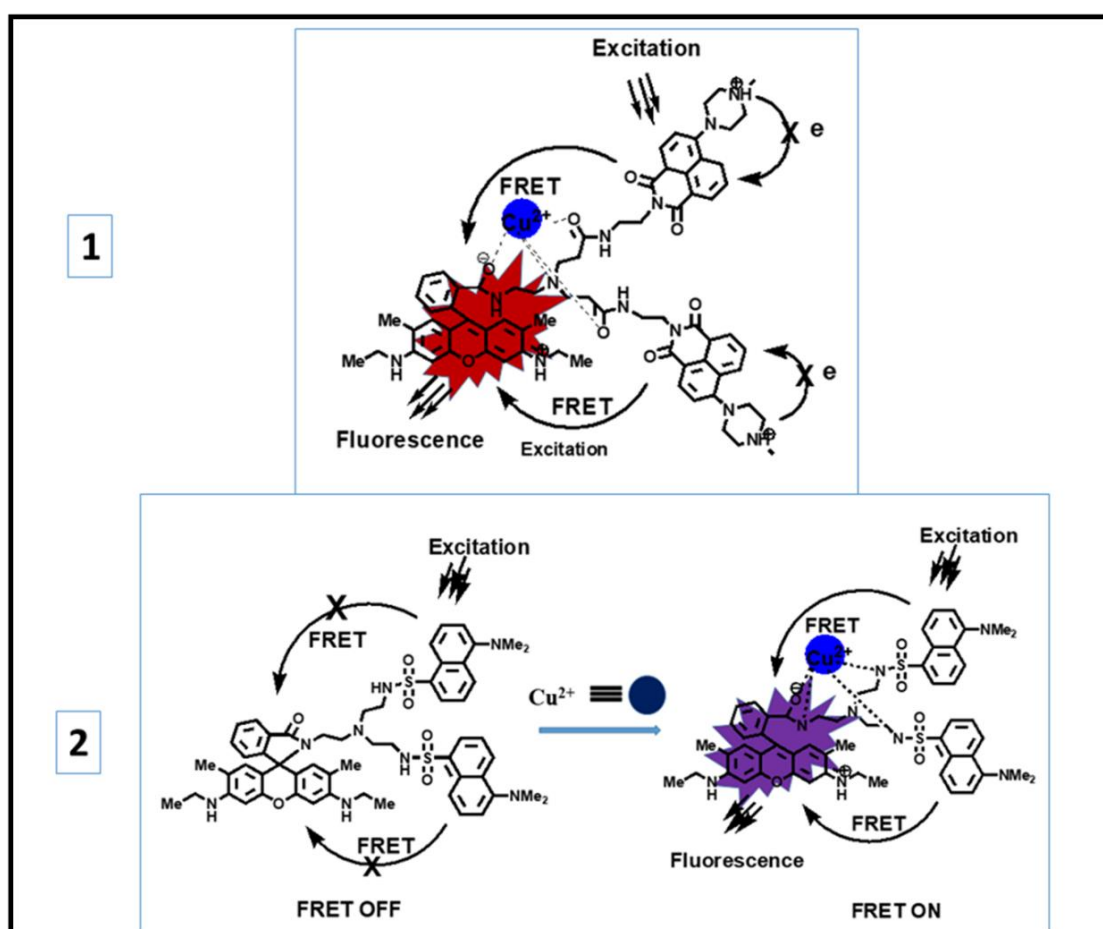 1
Excitation
⊕
NH
N
X e
FRET
Cu²⁺
O
O
N
O
N
H
⊖
O
N
H
N
H
N
O
O
N
O
Me
Me
O
Me
N
H
⊕
N
H
Me
X e
N
NH
⊕
FRET
Fluorescence
Excitation
2
Excitation
X
FRET
NMe₂
O
S
O
HN
O
N
N
N
H
O
S
O
Me
Me
Me
N
H
O
N
H
Me
NMe₂
FRET
X
FRET OFF
Cu²⁺
Excitation
FRET
Cu²⁺
NMe₂
O
S
O
N
⊖
O
N
N
N
O
S
O
Me
Me
Me
N
H
O
⊕
N
H
Me
NMe₂
FRET
Fluorescence
FRET ON